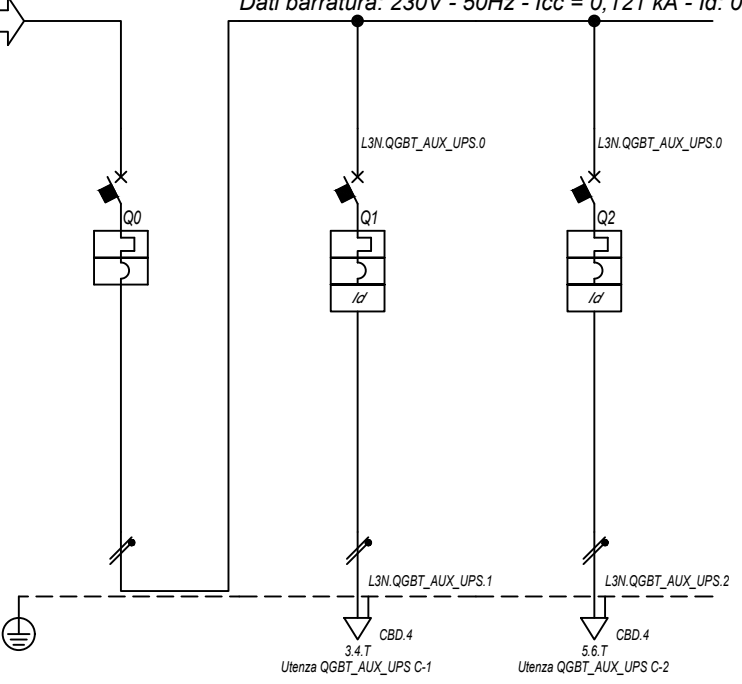 Dati barratura: 230V - 50Hz - Icc = 0,121 kA - Id: 0
L3N.QGBT_AUX_UPS.0
L3N.QGBT_AUX_UPS.0
Q0
Q1
Q2
Id
Id
L3N.QGBT_AUX_UPS.1
L3N.QGBT_AUX_UPS.2
CBD.4
CBD.4
3.4.T
5.6.T
Utenza QGBT_AUX_UPS C-1
Utenza QGBT_AUX_UPS C-2